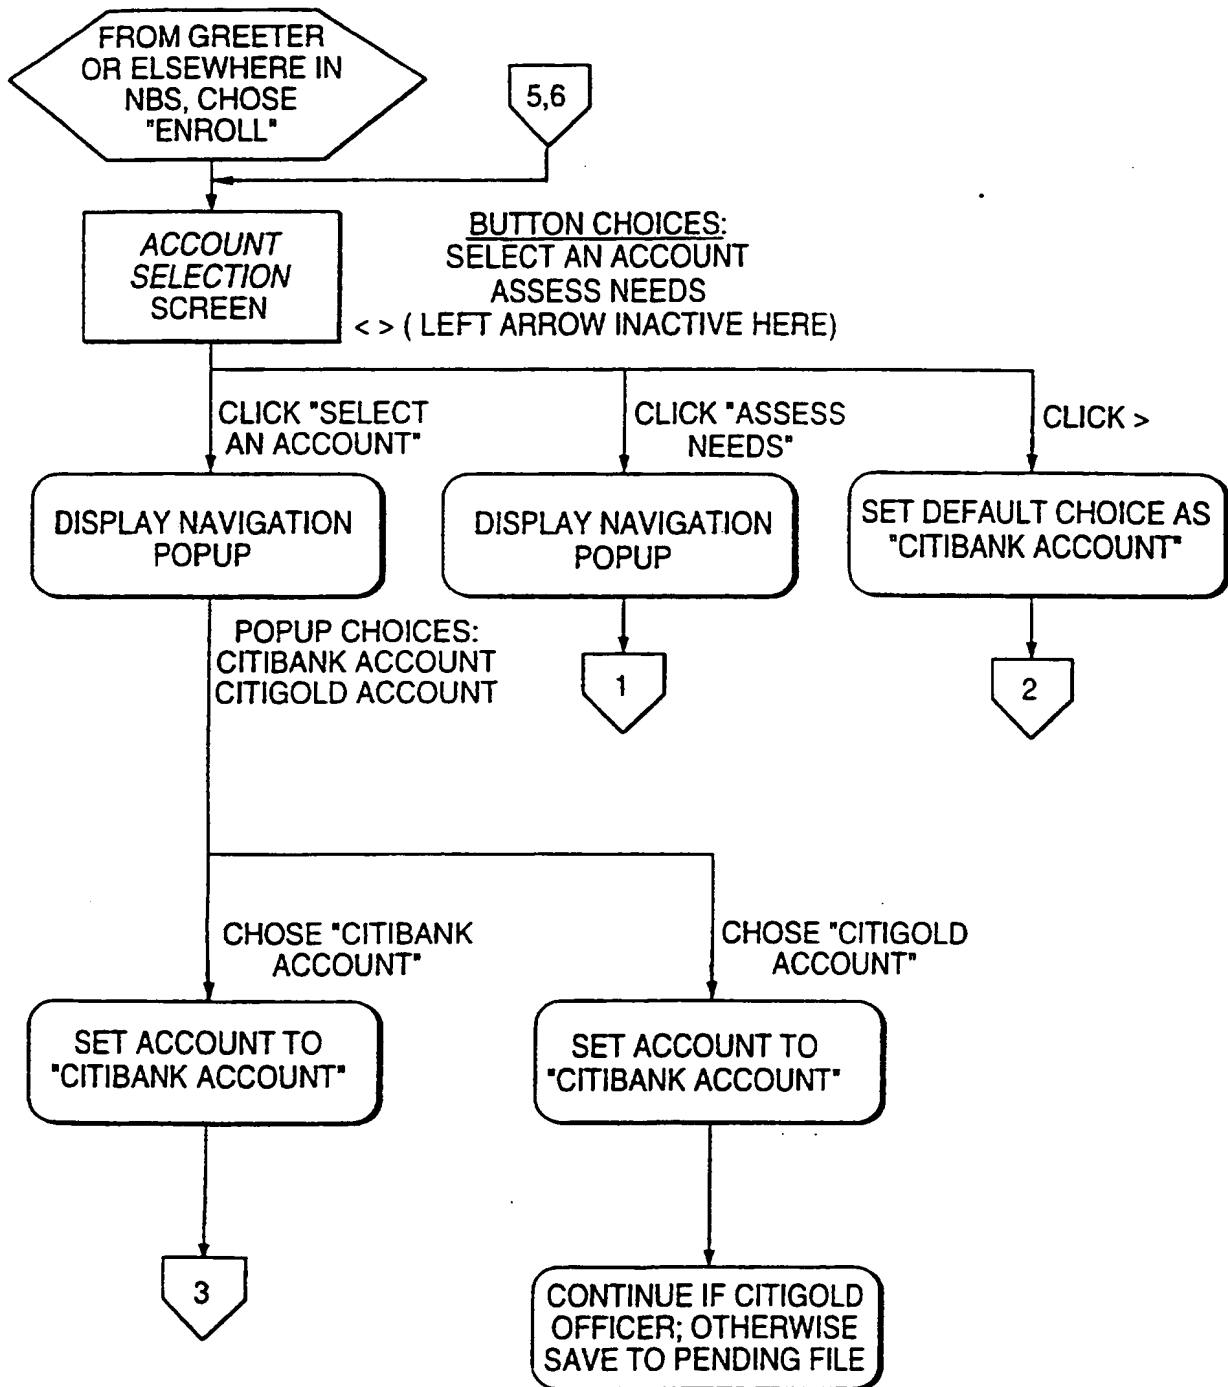 FROM GREETER
OR ELSEWHERE IN
NBS, CHOSE
"ENROLL"
5,6
ACCOUNT
SELECTION
SCREEN
BUTTON CHOICES:
SELECT AN ACCOUNT
ASSESS NEEDS
< > ( LEFT ARROW INACTIVE HERE)
CLICK "SELECT
AN ACCOUNT"
CLICK "ASSESS
NEEDS"
CLICK >
DISPLAY NAVIGATION
POPUP
DISPLAY NAVIGATION
POPUP
SET DEFAULT CHOICE AS
"CITIBANK ACCOUNT"
POPUP CHOICES:
CITIBANK ACCOUNT
CITIGOLD ACCOUNT
1
2
CHOSE "CITIBANK
ACCOUNT"
CHOSE "CITIGOLD
ACCOUNT"
SET ACCOUNT TO
"CITIBANK ACCOUNT"
SET ACCOUNT TO
"CITIBANK ACCOUNT"
3
CONTINUE IF CITIGOLD
OFFICER; OTHERWISE
SAVE TO PENDING FILE